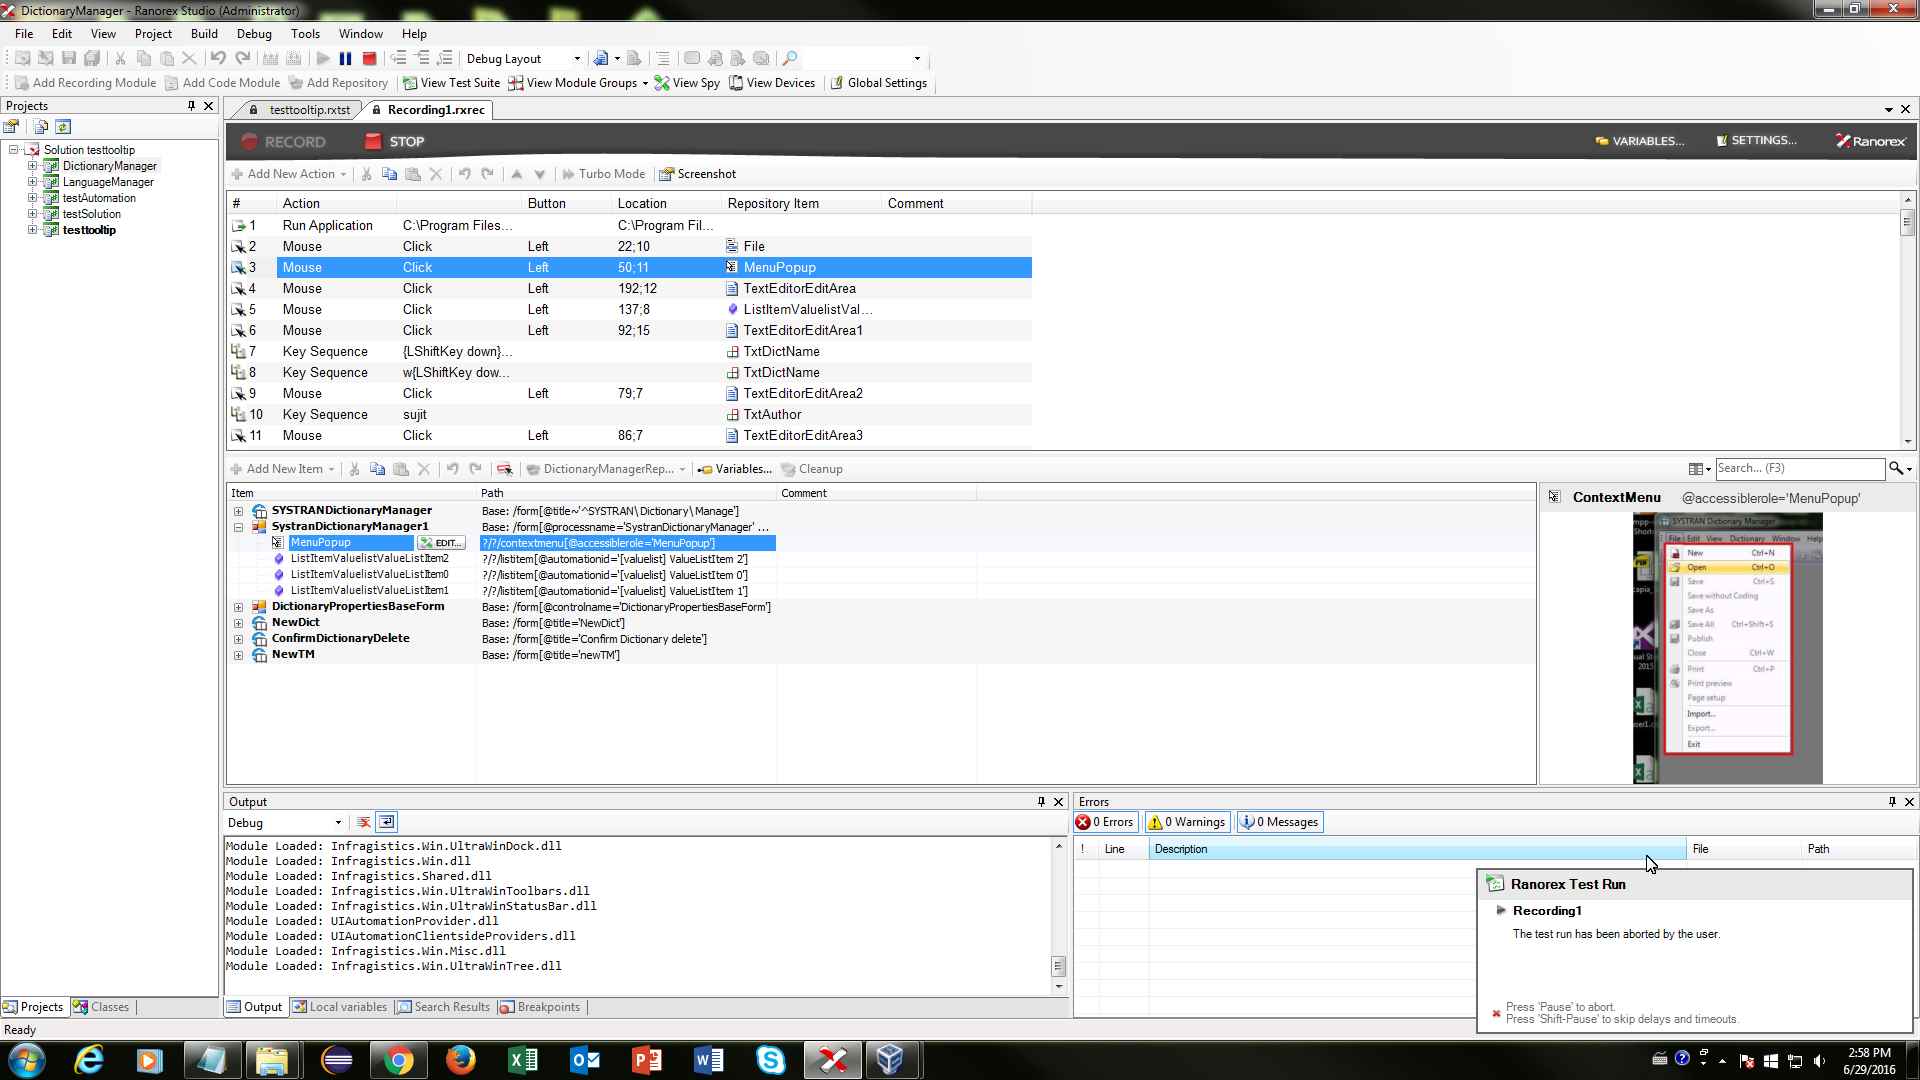 DictionaryManager - Ranorex Studio (Administrator)
File Edit View Project Build Debug Tools Window Help
Debug Layout
Add Recording Module Add Code Module Add Repository View Test Suite View Module Groups View Spy View Devices Global Settings
Projects
Solution testtooltip
DictionaryManager
LanguageManager
testAutomation
testSolution
testtooltip
testtooltip.rxtst Recording1.rxrec
RECORD STOP VARIABLES... SETTINGS... Ranorex
Add New Action Turbo Mode Screenshot
# Action Button Location Repository Item Comment
1 Run Application C:\Program Files... C:\Program Fil...
2 Mouse Click Left 22;10 File
3 Mouse Click Left 50;11 MenuPopup
4 Mouse Click Left 192;12 TextEditorEditArea
5 Mouse Click Left 137;8 ListItemValuelistVal...
6 Mouse Click Left 92;15 TextEditorEditArea1
7 Key Sequence {LShiftKey down}... TxtDictName
8 Key Sequence w{LShiftKey dow... TxtDictName
9 Mouse Click Left 79;7 TextEditorEditArea2
10 Key Sequence sujit TxtAuthor
11 Mouse Click Left 86;7 TextEditorEditArea3
Add New Item DictionaryManagerRep... Variables... Cleanup Search... (F3)
Item Path Comment
SYSTRANDictionaryManager Base: /form[@title~'^SYSTRAN\ Dictionary\ Manage']
SystranDictionaryManager1 Base: /form[@processname='SystranDictionaryManager' ...
MenuPopup EDIT... ?/?/contextmenu[@accessiblerole='MenuPopup']
ListItemValuelistValueListItem2 ?/?/listitem[@automationid='[valuelist] ValueListItem 2']
ListItemValuelistValueListItem0 ?/?/listitem[@automationid='[valuelist] ValueListItem 0']
ListItemValuelistValueListItem1 ?/?/listitem[@automationid='[valuelist] ValueListItem 1']
DictionaryPropertiesBaseForm Base: /form[@controlname='DictionaryPropertiesBaseForm']
NewDict Base: /form[@title='NewDict']
ConfirmDictionaryDelete Base: /form[@title='Confirm Dictionary delete']
NewTM Base: /form[@title='newTM']
ContextMenu @accessiblerole='MenuPopup'
SYSTRAN Dictionary Manager
File Edit View Dictionary Window Help
New Ctrl+N
Open Ctrl+O
Save Ctrl+S
Save without Coding
Save As
Save All Ctrl+Shift+S
Publish
Close Ctrl+W
Print Ctrl+P
Print preview
Page setup
Import...
Export...
Exit
2015
Output
Debug
Module Loaded: Infragistics.Win.UltraWinDock.dll
Module Loaded: Infragistics.Win.dll
Module Loaded: Infragistics.Shared.dll
Module Loaded: Infragistics.Win.UltraWinToolbars.dll
Module Loaded: Infragistics.Win.UltraWinStatusBar.dll
Module Loaded: UIAutomationProvider.dll
Module Loaded: UIAutomationClientsideProviders.dll
Module Loaded: Infragistics.Win.Misc.dll
Module Loaded: Infragistics.Win.UltraWinTree.dll
Output Local variables Search Results Breakpoints
Errors
0 Errors 0 Warnings 0 Messages
! Line Description File Path
Ranorex Test Run
Recording1
The test run has been aborted by the user.
Press 'Pause' to abort.
Press 'Shift-Pause' to skip delays and timeouts.
Projects Classes
Ready
2:58 PM
6/29/2016